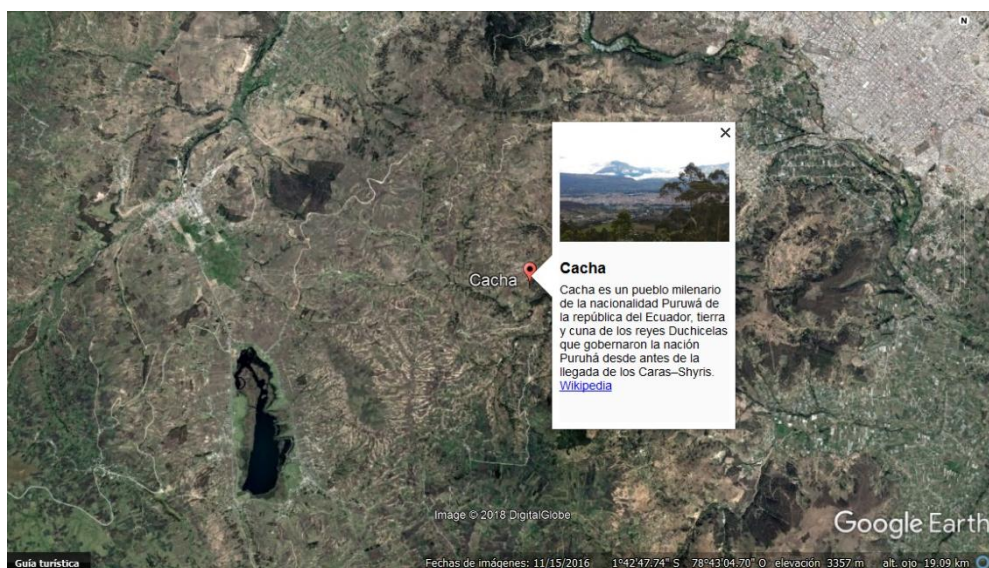 N
Cacha
Cacha
Cacha es un pueblo milenario
de la nacionalidad Puruwá de
la república del Ecuador, tierra
y cuna de los reyes Duchicelas
que gobernaron la nación
Puruhá desde antes de la
llegada de los Caras–Shyris.
Wikipedia
Image © 2018 DigitalGlobe
Google Earth
Guía turística
Fechas de imágenes: 11/15/2016 1°42'47.74" S 78°43'04.70" O elevación 3357 m alt. ojo 19.09 km